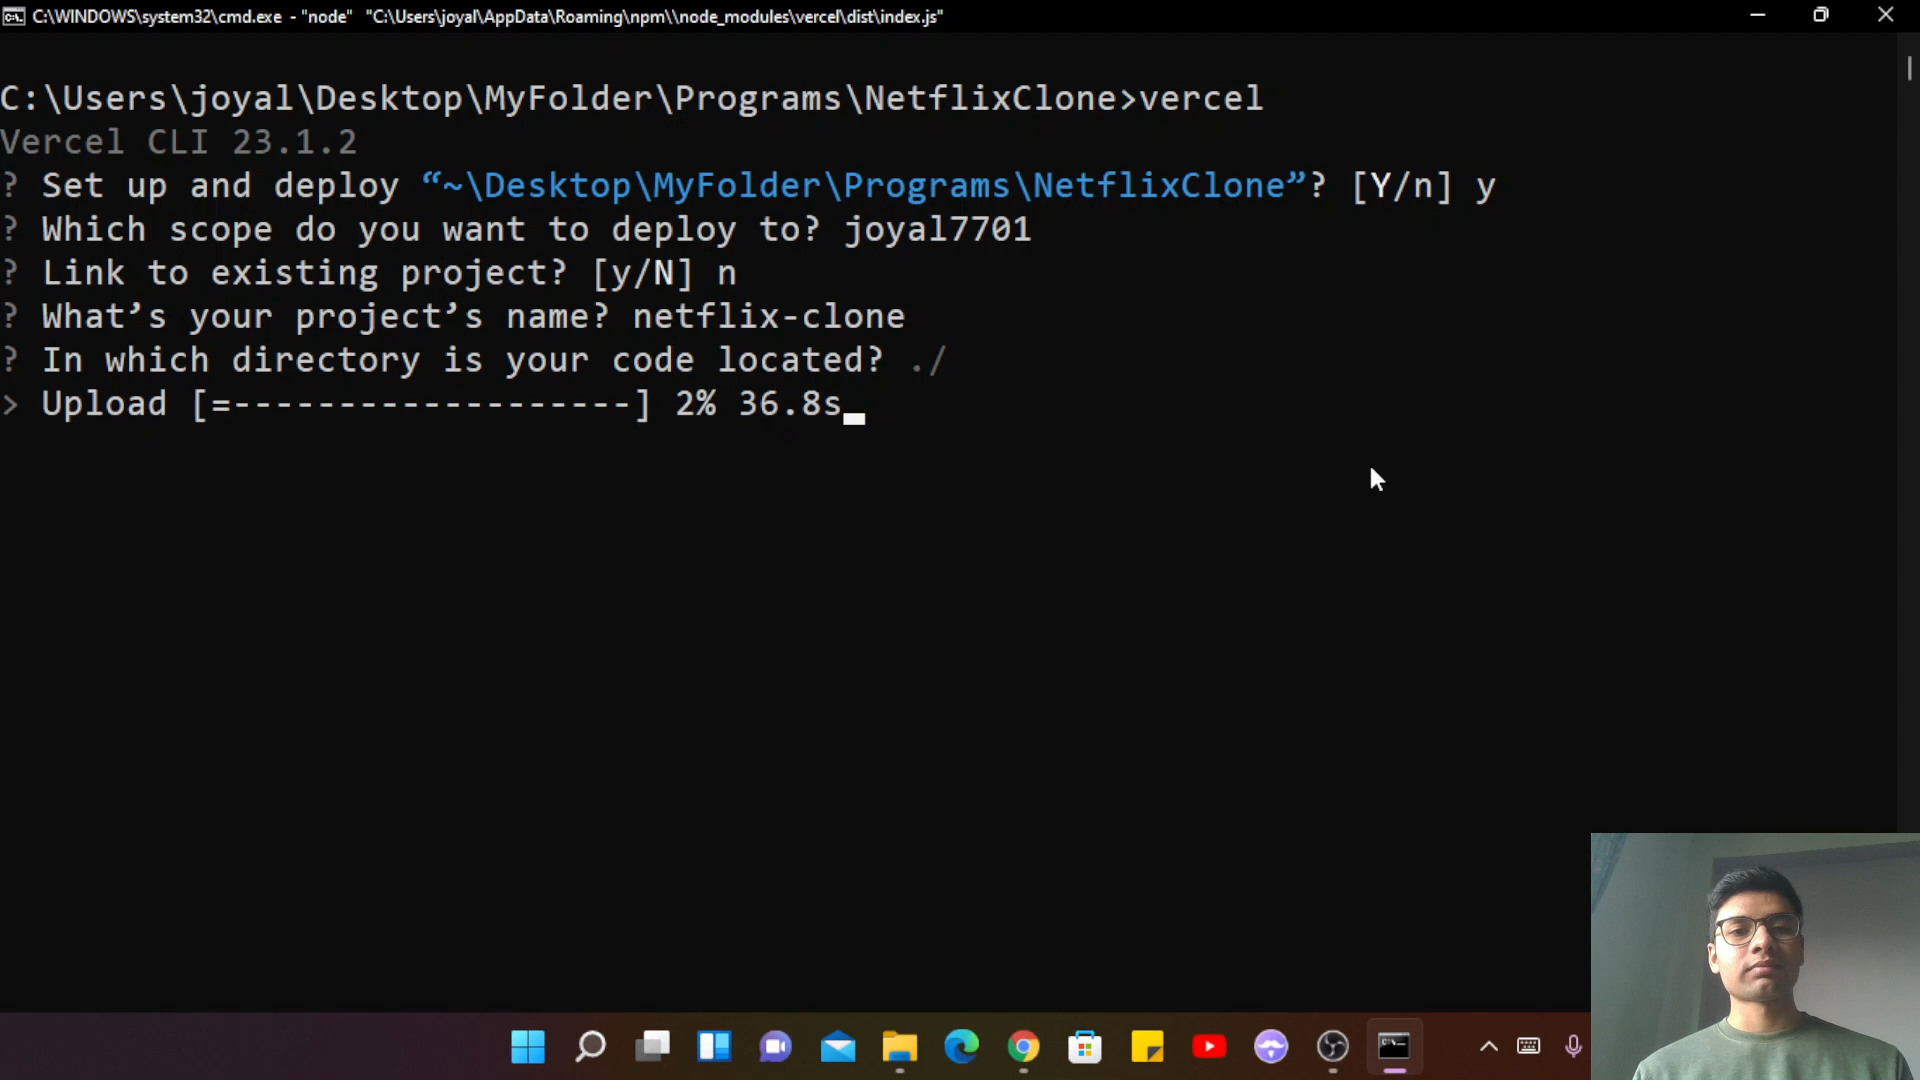 C:\WINDOWS\system32\cmd.exe - "node" "C:\Users\joyal\AppData\Roaming\npm\\node_modules\vercel\dist\index.js"
C:\Users\joyal\Desktop\MyFolder\Programs\NetflixClone>vercel
Vercel CLI 23.1.2
? Set up and deploy “~\Desktop\MyFolder\Programs\NetflixClone”? [Y/n] y
? Which scope do you want to deploy to? joyal7701
? Link to existing project? [y/N] n
? What’s your project’s name? netflix-clone
? In which directory is your code located? ./
> Upload [=-------------------] 2% 36.8s